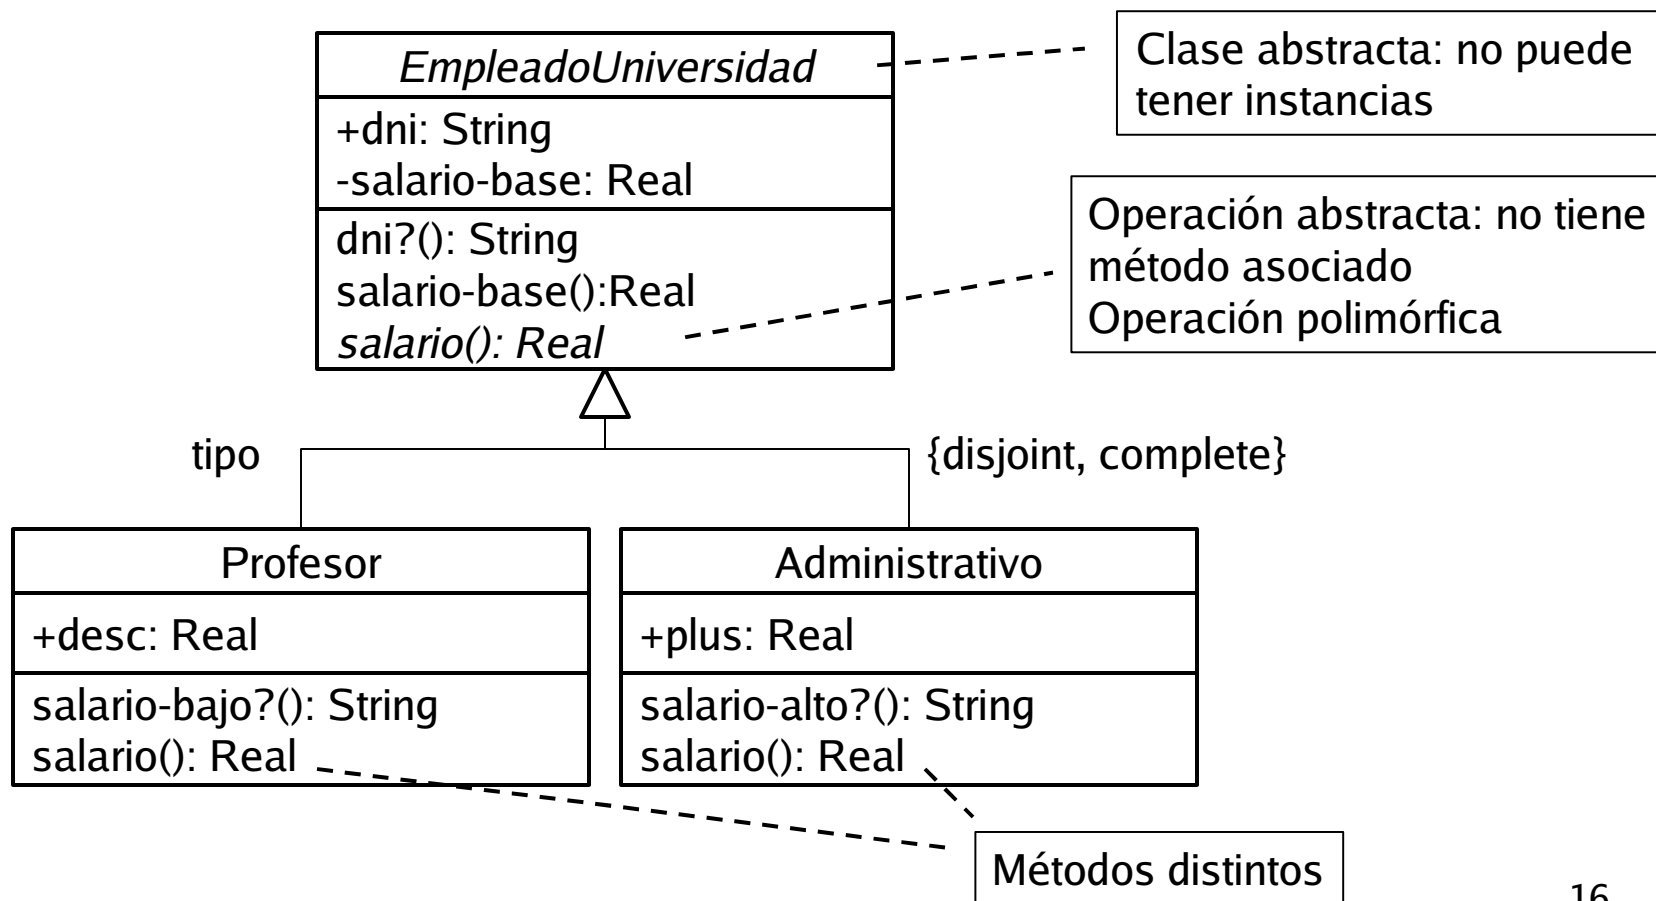 EmpleadoUniversidad
+dni: String
-salario-base: Real
dni?(): String
salario-base():Real
salario(): Real
Clase abstracta: no puede
tener instancias
Operación abstracta: no tiene
método asociado
Operación polimórfica
tipo
{disjoint, complete}
Profesor
+desc: Real
salario-bajo?(): String
salario(): Real
Administrativo
+plus: Real
salario-alto?(): String
salario(): Real
Métodos distintos
16